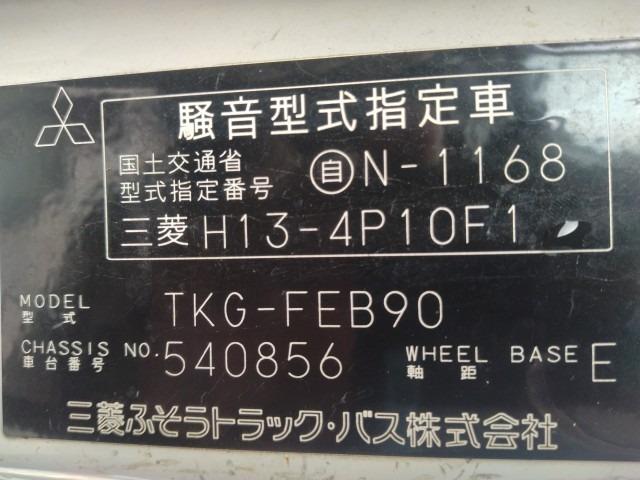 騒音型式指定車
国土交通省
型式指定番号 自N-1168
三菱 H13-4P10F1
MODEL
型式 TKG-FEB90
CHASSIS NO.
車台番号 540856 WHEEL BASE
軸距 E
三菱ふそうトラック・バス株式会社